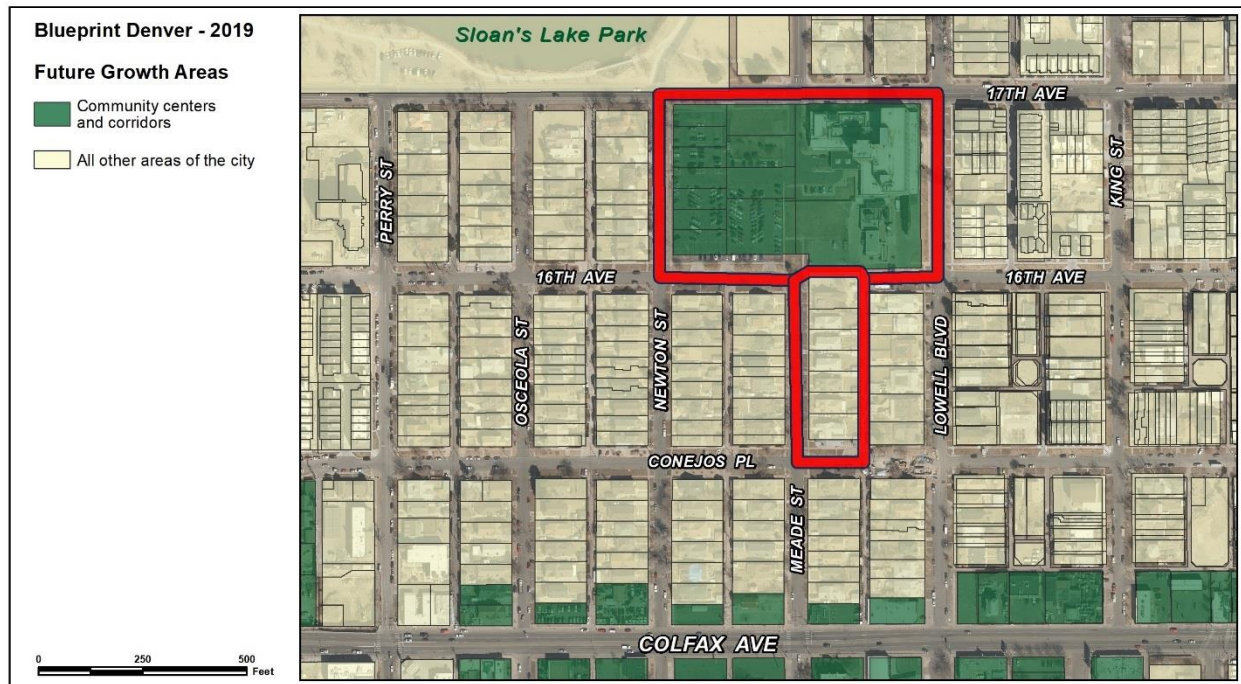 Blueprint Denver - 2019
Future Growth Areas
Community centers
and corridors
All other areas of the city
0 250 500
Feet
Sloan's Lake Park
17TH AVE
PERRY ST
KING ST
16TH AVE
16TH AVE
OSCEOLA ST
NEWTON ST
LOWELL BLVD
CONEJOS PL
MEADE ST
COLFAX AVE